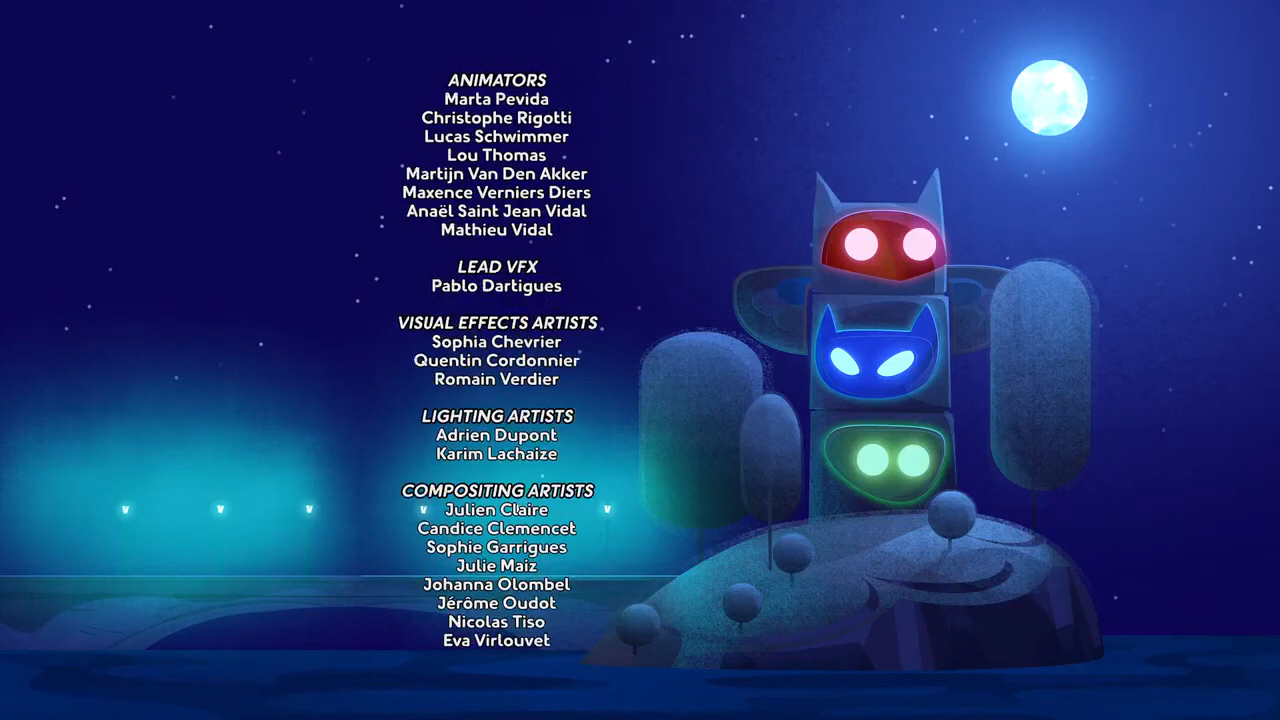 ANIMATORS
Marta Pevida
Christophe Rigotti
Lucas Schwimmer
Lou Thomas
Martijn Van Den Akker
Maxence Verniers Diers
Anaël Saint Jean Vidal
Mathieu Vidal
LEAD VFX
Pablo Dartigues
VISUAL EFFECTS ARTISTS
Sophia Chevrier
Quentin Cordonnier
Romain Verdier
LIGHTING ARTISTS
Adrien Dupont
Karim Lachaize
COMPOSITING ARTISTS
Julien Claire
Candice Clemencet
Sophie Garrigues
Julie Maiz
Johanna Olombel
Jérôme Oudot
Nicolas Tiso
Eva Virlouvet